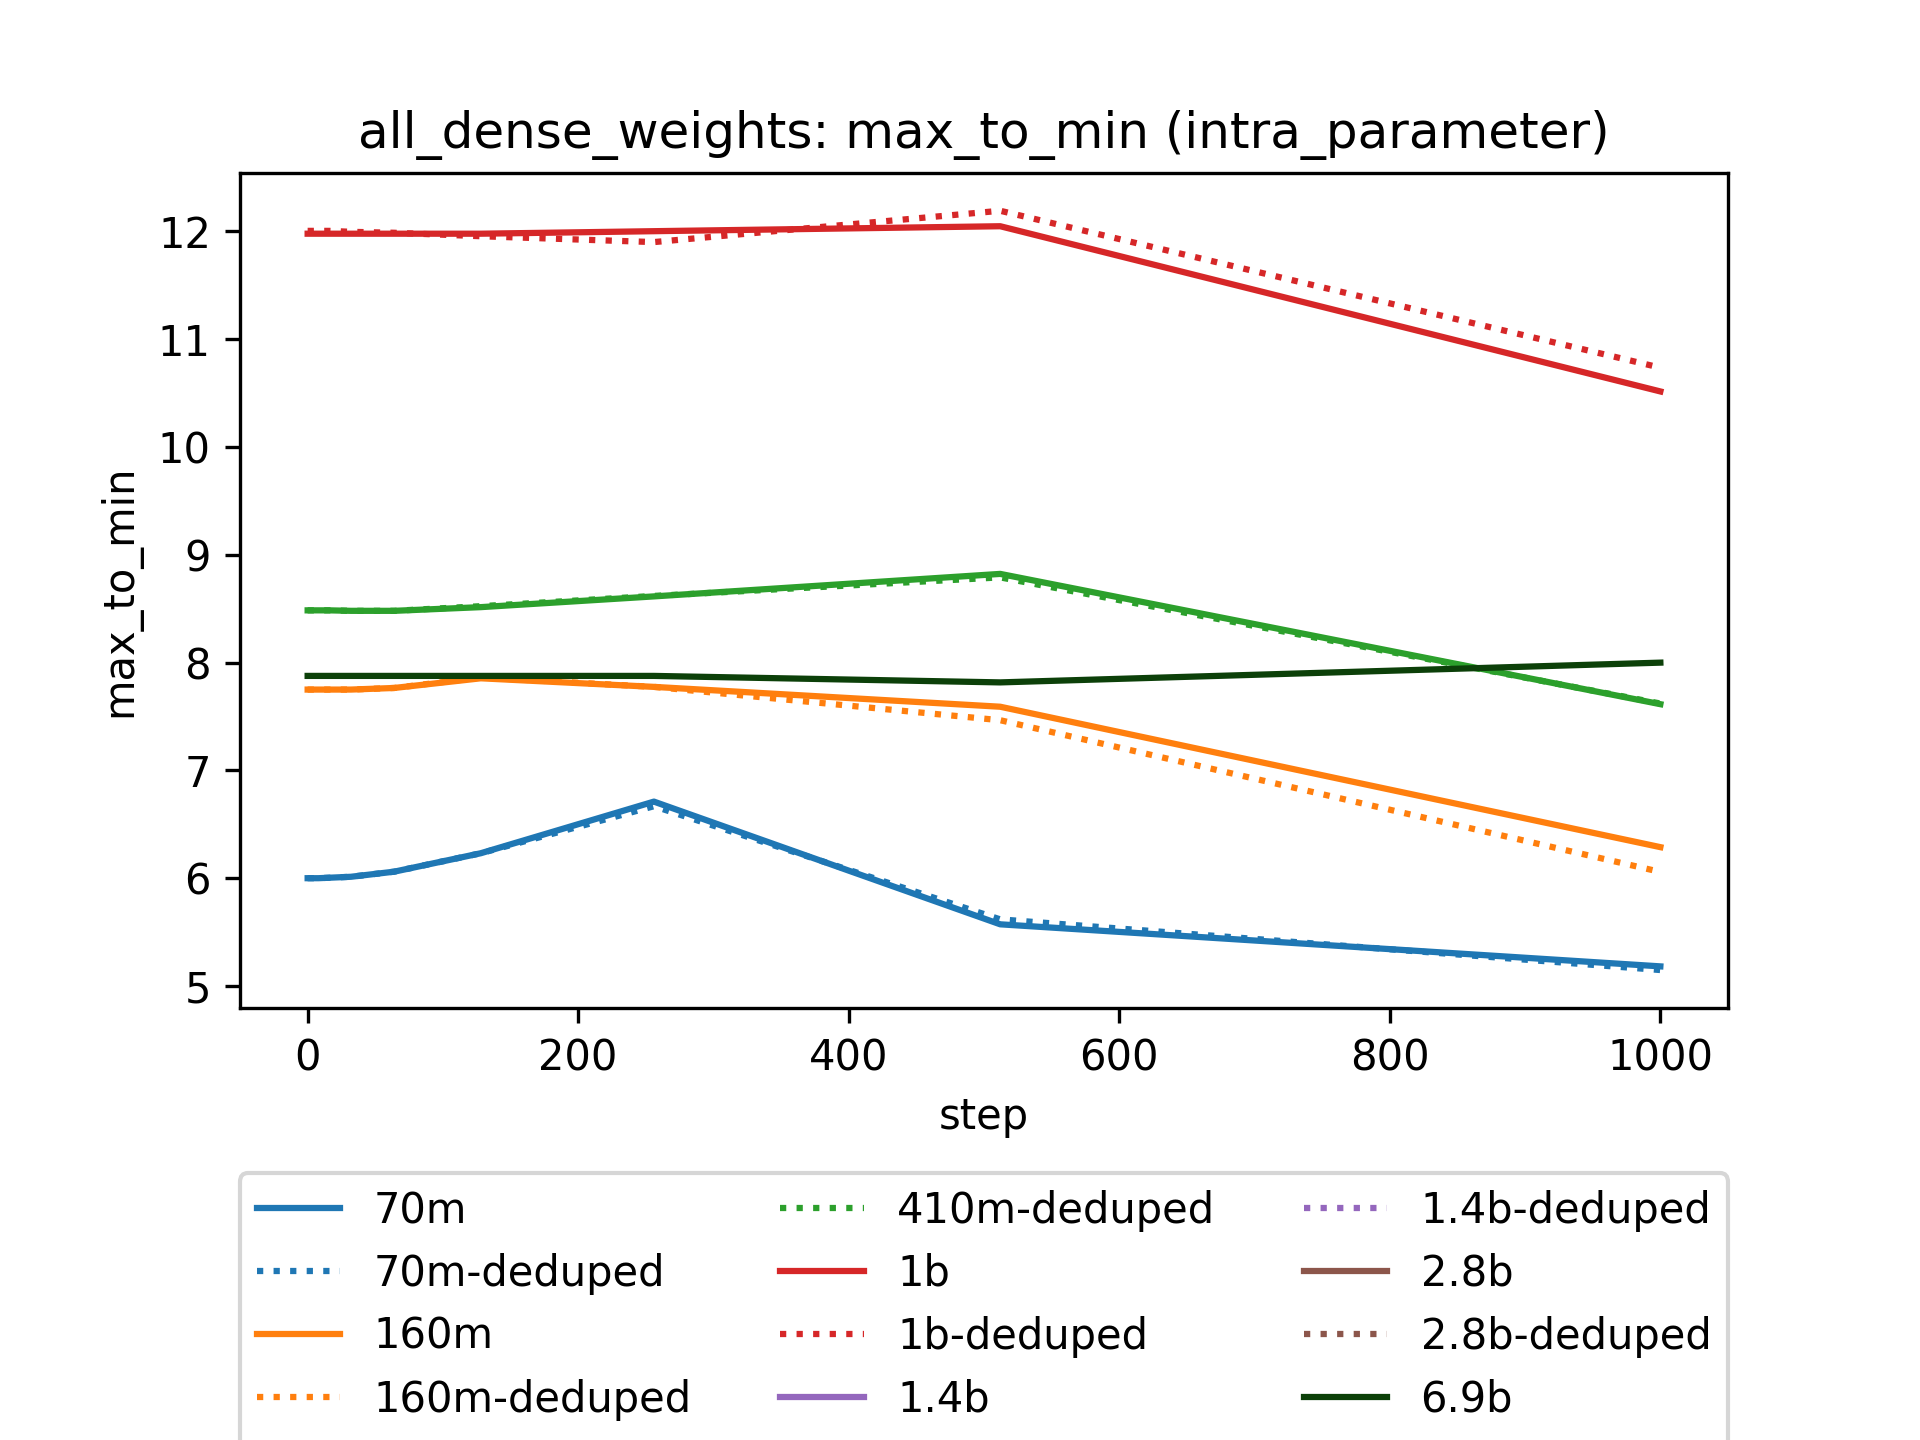 all_dense_weights: max_to_min (intra_parameter)
12
11
10
9
8
7
6
5
max_to_min
0 200 400 600 800 1000
step
70m
70m-deduped
160m
160m-deduped
410m-deduped
1b
1b-deduped
1.4b
1.4b-deduped
2.8b
2.8b-deduped
6.9b